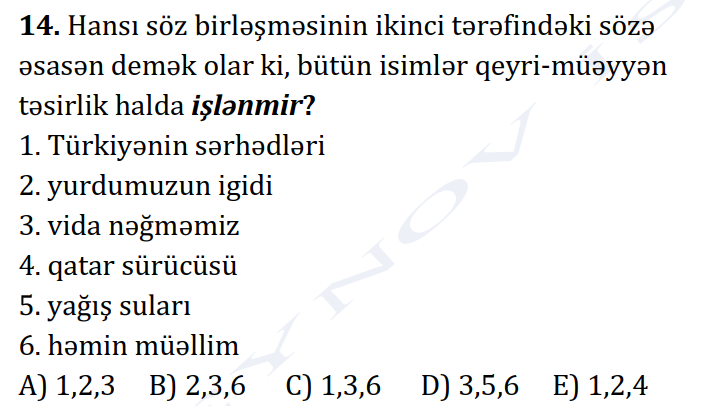 14. Hansı söz birləşməsinin ikinci tərəfindəki sözə
əsasən demək olar ki, bütün isimlər qeyri-müəyyən
təsirlik halda işlənmir?
1. Türkiyənin sərhədləri
2. yurdumuzun igidi
3. vida nəğməmiz
4. qatar sürücüsü
5. yağış suları
6. həmin müəllim
A) 1,2,3 B) 2,3,6 C) 1,3,6 D) 3,5,6 E) 1,2,4